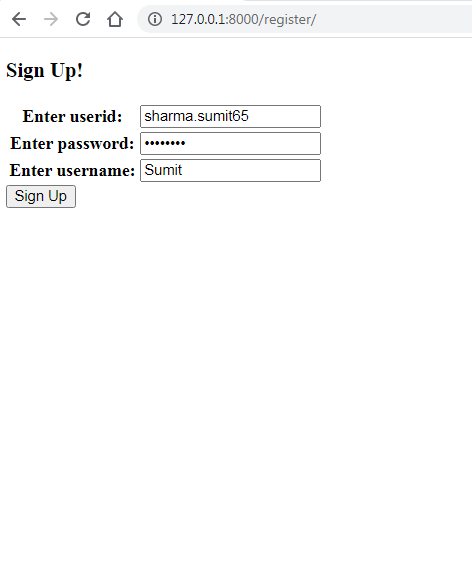 127.0.0.1:8000/register/
Sign Up!
Enter userid: sharma.sumit65
Enter password: ••••••••
Enter username: Sumit
Sign Up